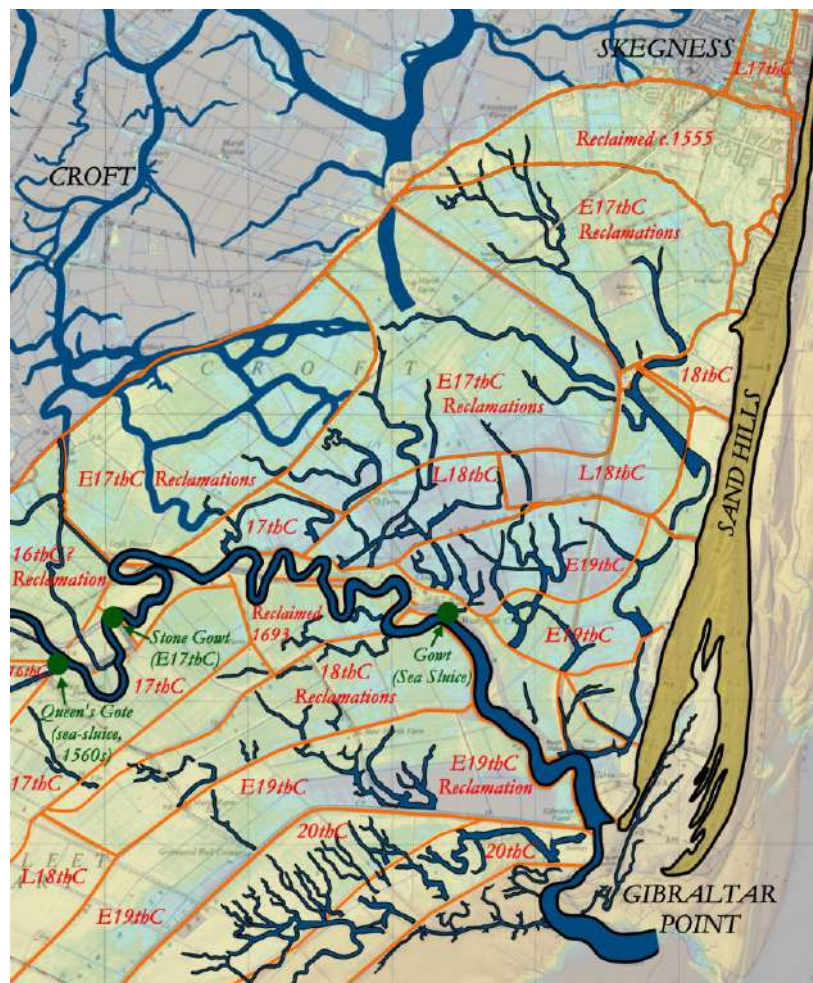 SKEGNESS
L17thC
Reclaimed c.1555
CROFT
E17thC
Reclamations
CROFT
18thC
E17thC
Reclamations
SAND HILLS
E17thC Reclamations
L18thC
L18thC
17thC
16thC?
Reclamation
E19thC
Reclaimed
1693
Stone Gowt
(E17thC)
Gowt
(Sea Sluice)
E19thC
16thC
17thC
18thC
Reclamations
Queen's Gote
(sea-sluice,
1560s)
17thC
E19thC
E19thC
Reclamation
20thC
20thC
L18thC
E19thC
GIBRALTAR
POINT